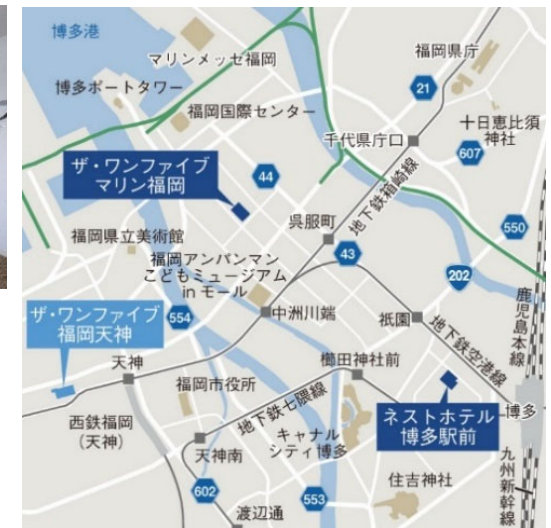 博多港
マリンメッセ福岡
福岡県庁
博多ポートタワー
21
福岡国際センター
十日恵比須
神社
千代県庁口
607
ザ・ワンファイブ
マリン福岡
44
地下鉄箱崎線
550
呉服町
福岡県立美術館
43
福岡アンパンマン
こどもミュージアム
inモール
202
鹿児島本線
ザ・ワンファイブ
福岡天神
554
中洲川端
祇園
地下鉄空港線
天神
櫛田神社前
福岡市役所
地下鉄七隈線
博多
西鉄福岡
(天神)
ネストホテル
博多駅前
キャナル
シティ博多
天神南
九州新幹線
住吉神社
602
553
渡辺通